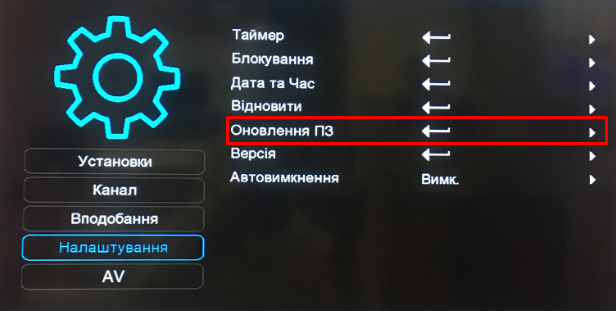 Таймер
Блокування
Дата та Час
Відновити
Оновлення ПЗ
Версія
Автовимкнення Вимк.
Установки
Канал
Вподобання
Налаштування
AV